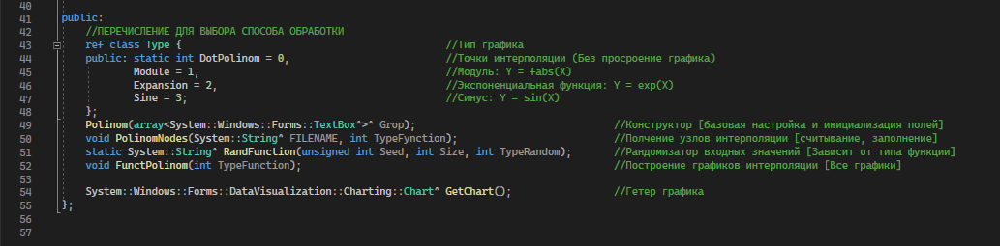 40
41 public:
42 //ПЕРЕЧИСЛЕНИЕ ДЛЯ ВЫБОРА СПОСОБА ОБРАБОТКИ
43 ref class Type { //Тип графика
44 public: static int DotPolinom = 0, //Точки интерполяции (Без просроение графика)
45 Module = 1, //Модуль: Y = fabs(X)
46 Expansion = 2, //Экспоненциальная функция: Y = exp(X)
47 Sine = 3; //Синус: Y = sin(X)
48 };
49 Polinom(array<System::Windows::Forms::TextBox^>^ Grop); //Конструктор [базовая настройка и инициализация полей]
50 void PolinomNodes(System::String^ FILENAME, int TypeFynction); //Полчение узлов интерполяции [считывание, заполнение]
51 static System::String^ RandFunction(unsigned int Seed, int Size, int TypeRandom); //Рандомизатор входных значений [Зависит от типа функции]
52 void FunctPolinom(int TypeFunction); //Построение графиков интерполяции [Все графики]
53
54 System::Windows::Forms::DataVisualization::Charting::Chart^ GetChart(); //Гетер графика
55 };
56
57